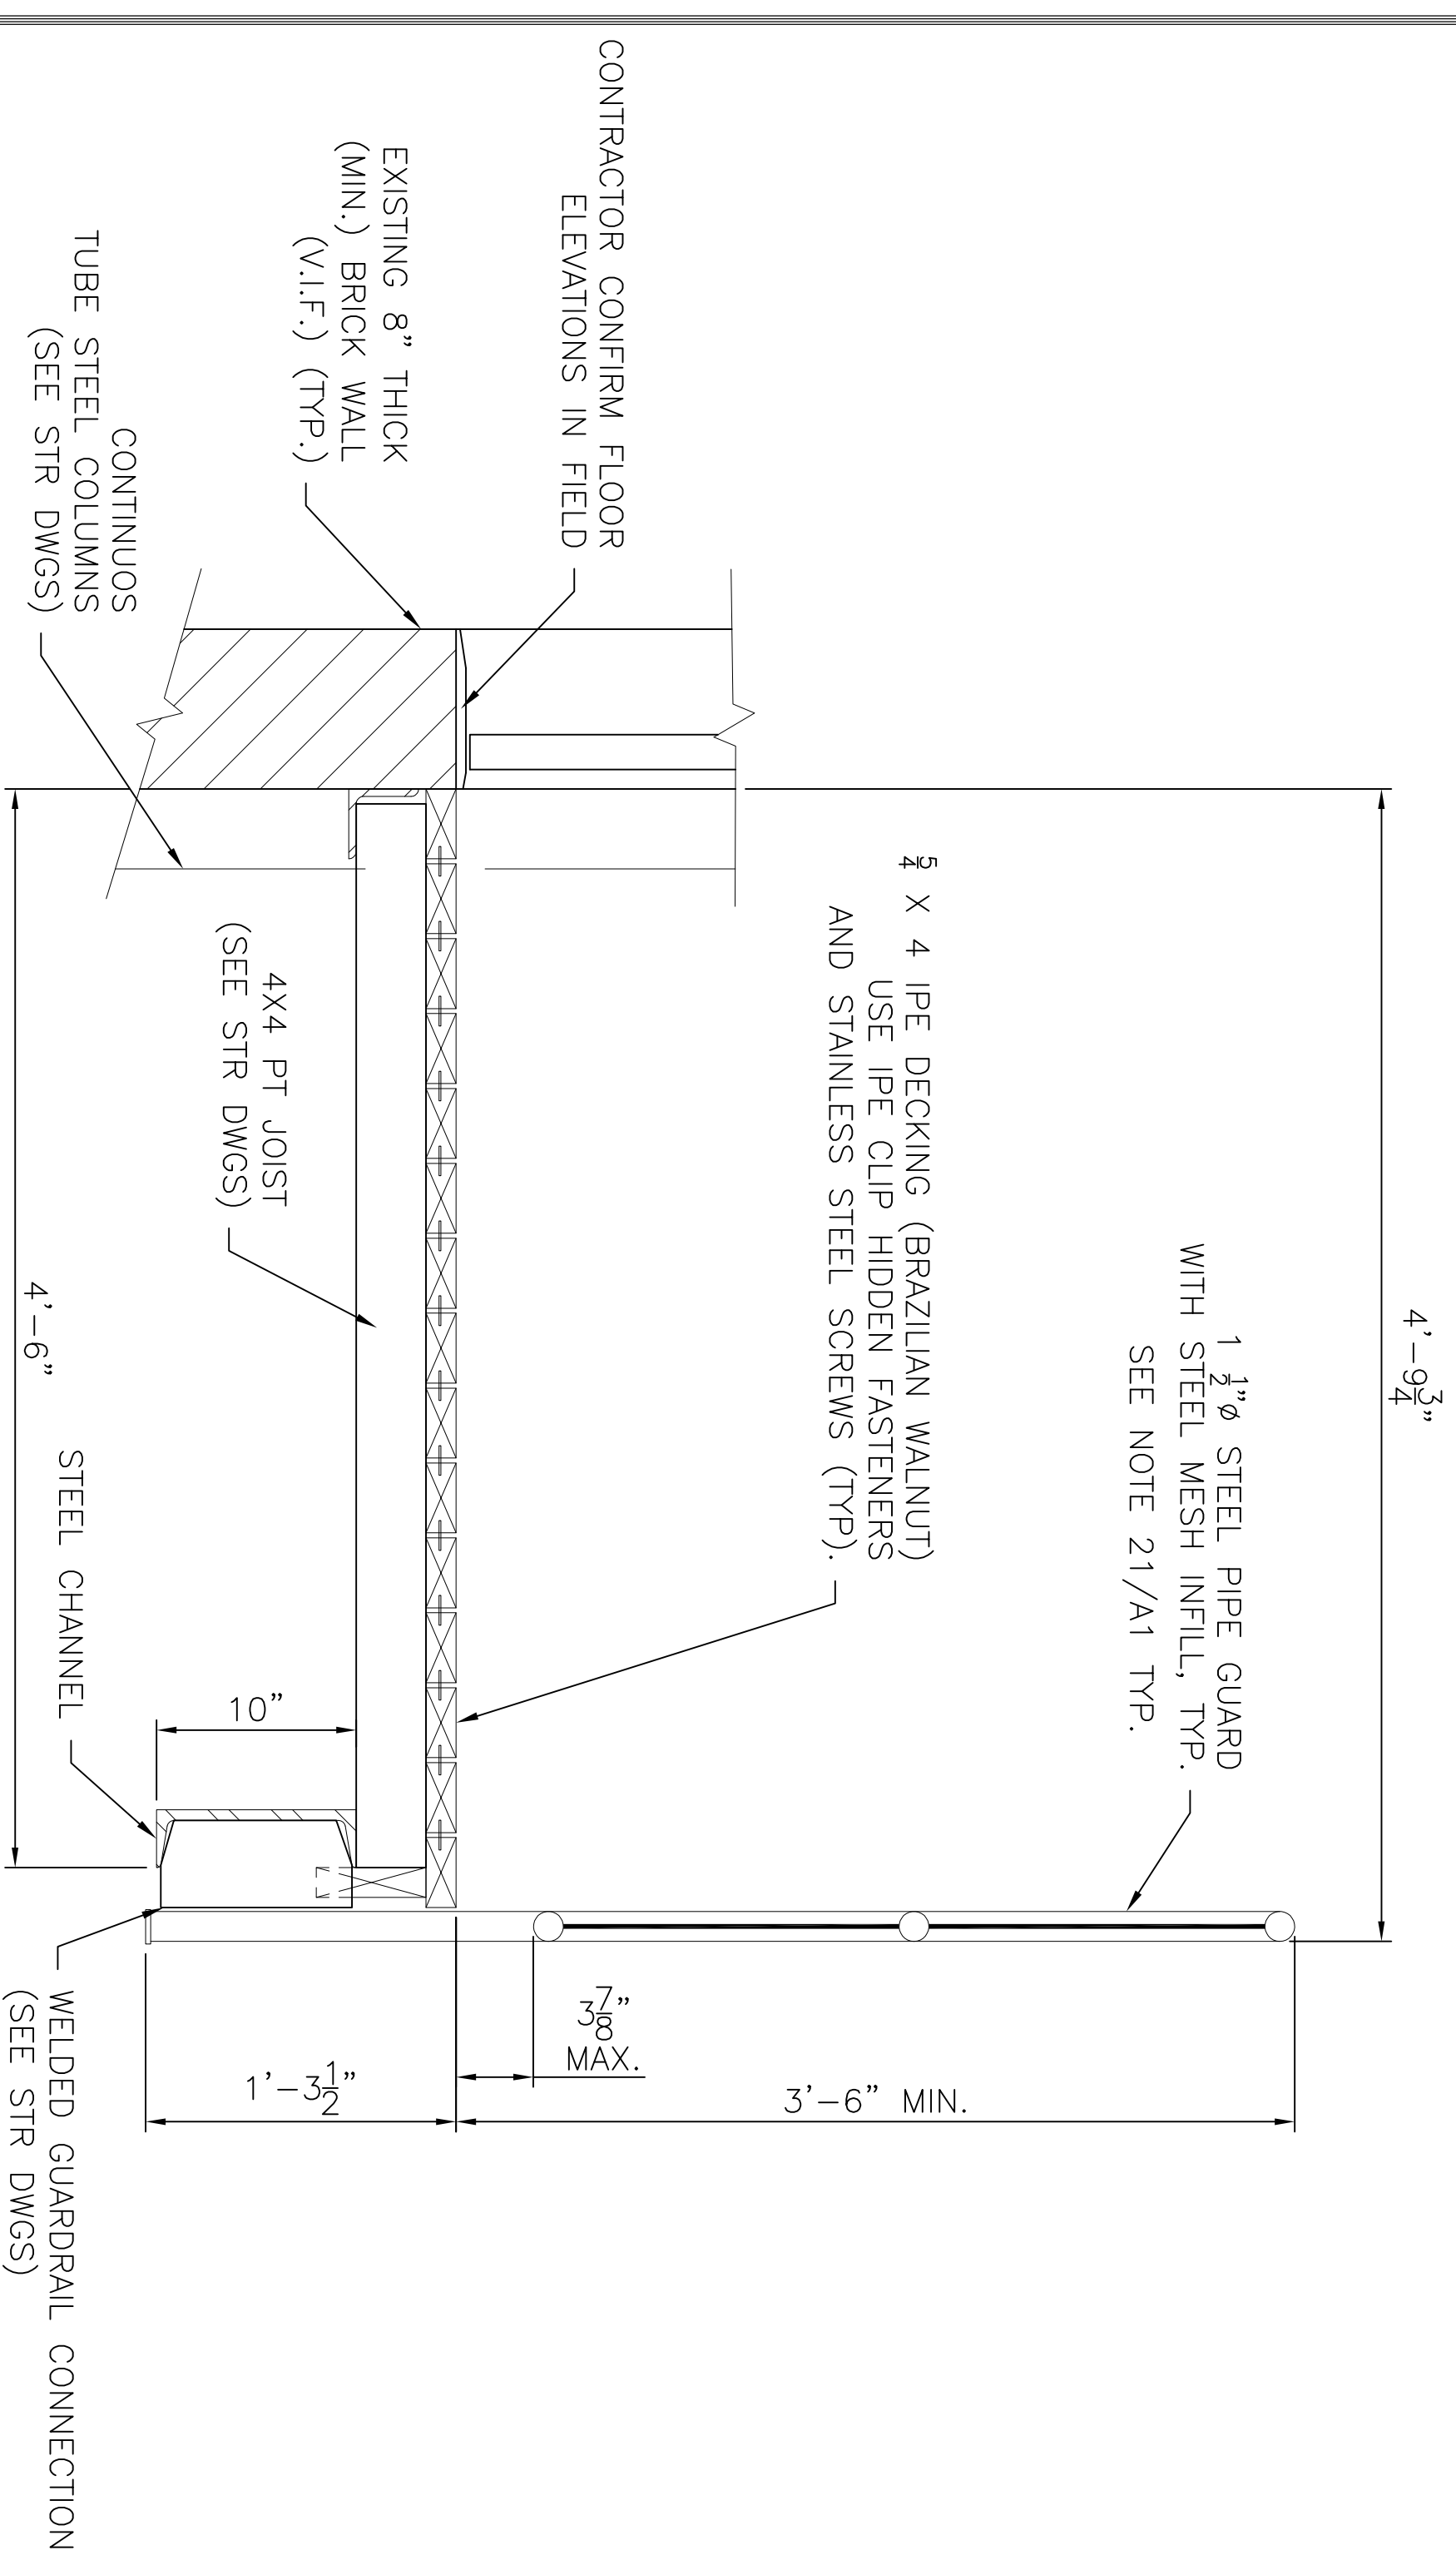 4'-9 3/4"
1 1/2"ø STEEL PIPE GUARD
WITH STEEL MESH INFILL, TYP.
SEE NOTE 21/A1 TYP.
5/4 X 4 IPE DECKING (BRAZILIAN WALNUT)
USE IPE CLIP HIDDEN FASTENERS
AND STAINLESS STEEL SCREWS (TYP).
3'-6" MIN.
3 7/8"
MAX.
CONTRACTOR CONFIRM FLOOR
ELEVATIONS IN FIELD
EXISTING 8" THICK
(MIN.) BRICK WALL
(V.I.F.) (TYP.)
4X4 PT JOIST
(SEE STR DWGS)
10"
1'-3 1/2"
CONTINUOS
TUBE STEEL COLUMNS
(SEE STR DWGS)
STEEL CHANNEL
WELDED GUARDRAIL CONNECTION
(SEE STR DWGS)
4'-6"